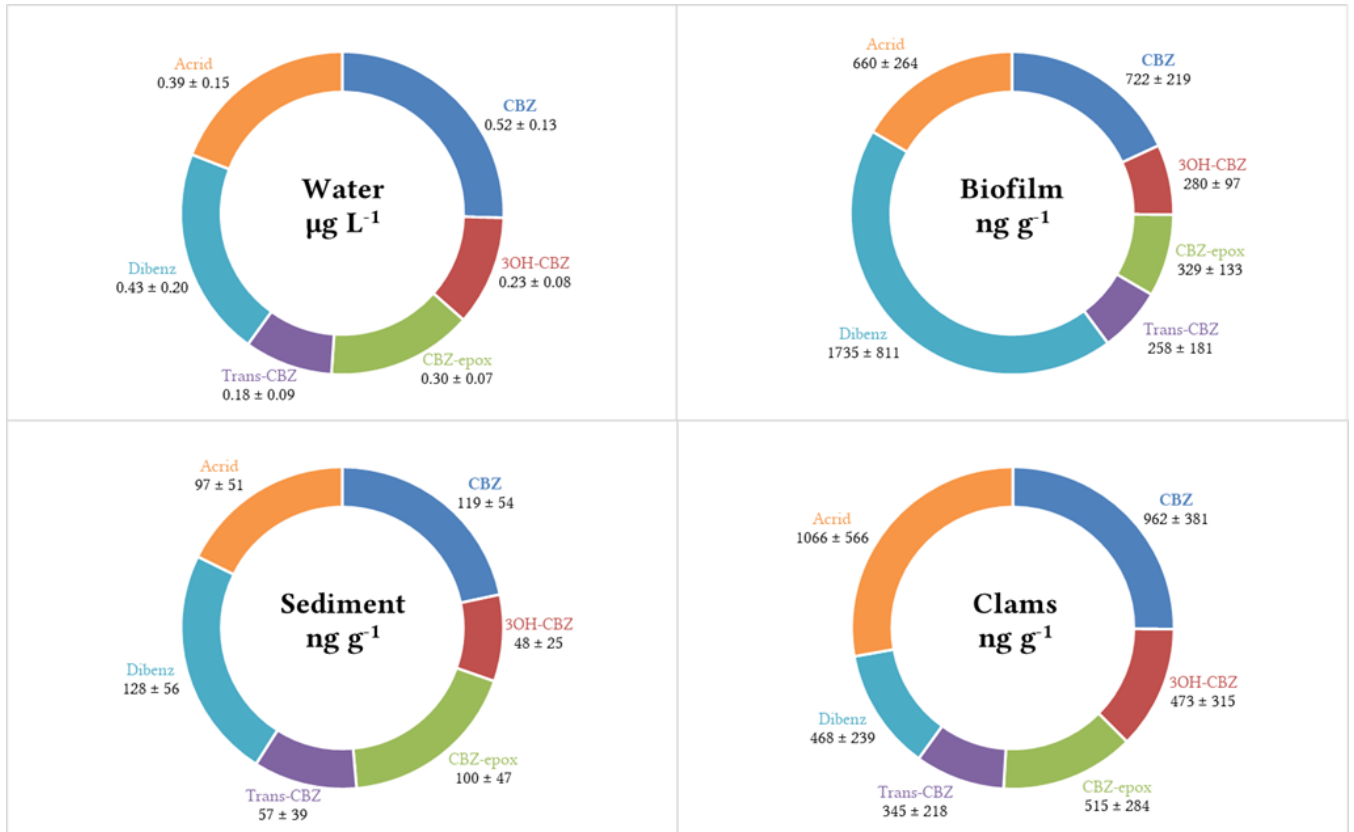 Acrid
0.39 ± 0.15
CBZ
0.52 ± 0.13
Water
µg L⁻¹
3OH-CBZ
0.23 ± 0.08
Dibenz
0.43 ± 0.20
CBZ-epox
0.30 ± 0.07
Trans-CBZ
0.18 ± 0.09
Acrid
660 ± 264
CBZ
722 ± 219
3OH-CBZ
280 ± 97
Biofilm
ng g⁻¹
CBZ-epox
329 ± 133
Dibenz
1735 ± 811
Trans-CBZ
258 ± 181
Acrid
97 ± 51
CBZ
119 ± 54
Sediment
ng g⁻¹
3OH-CBZ
48 ± 25
Dibenz
128 ± 56
CBZ-epox
100 ± 47
Trans-CBZ
57 ± 39
CBZ
962 ± 381
Acrid
1066 ± 566
Clams
ng g⁻¹
3OH-CBZ
473 ± 315
Dibenz
468 ± 239
Trans-CBZ
345 ± 218
CBZ-epox
515 ± 284